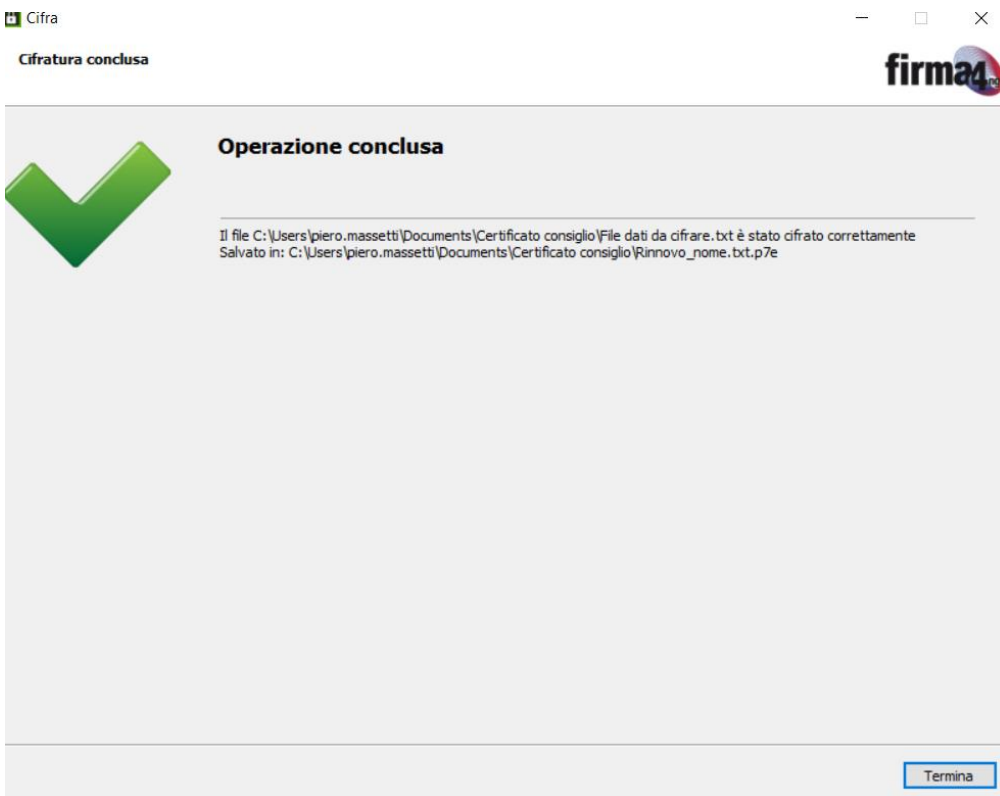 Cifra
Cifratura conclusa
firma4
Operazione conclusa
Il file C:\Users\piero.massetti\Documents\Certificato consiglio\File dati da cifrare.txt è stato cifrato correttamente
Salvato in: C:\Users\piero.massetti\Documents\Certificato consiglio\Rinnovo_nome.txt.p7e
Termina